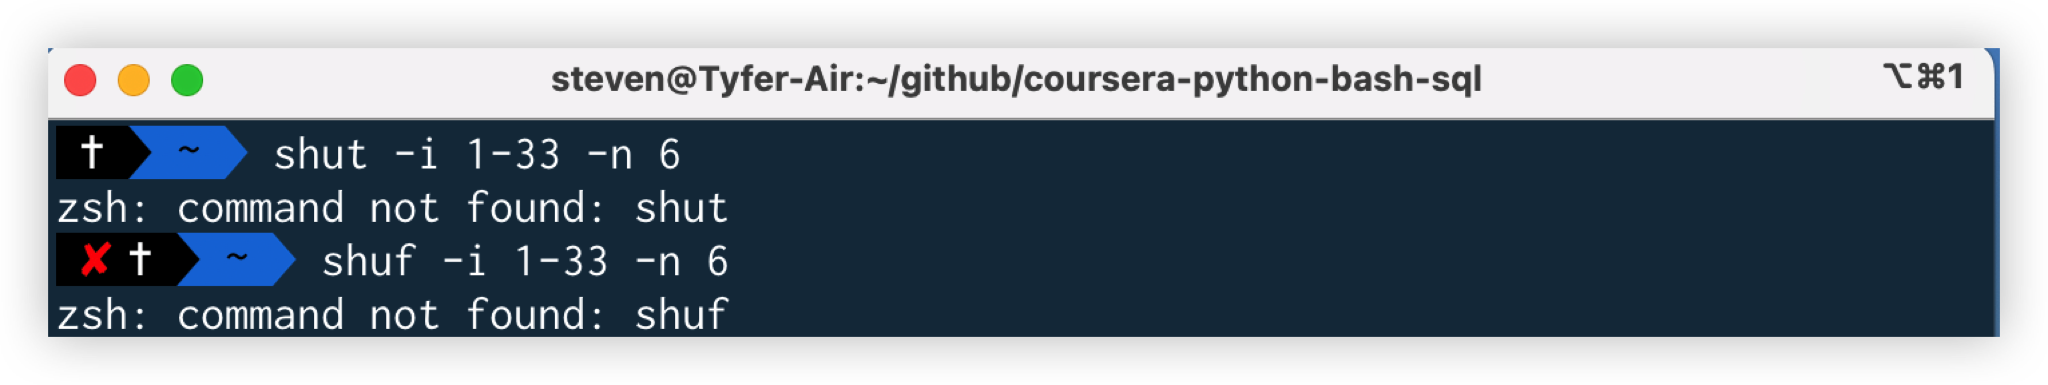 steven@Tyfer-Air:~/github/coursera-python-bash-sql ⌥⌘1
† ~ shut -i 1-33 -n 6
zsh: command not found: shut
✘ † ~ shuf -i 1-33 -n 6
zsh: command not found: shuf